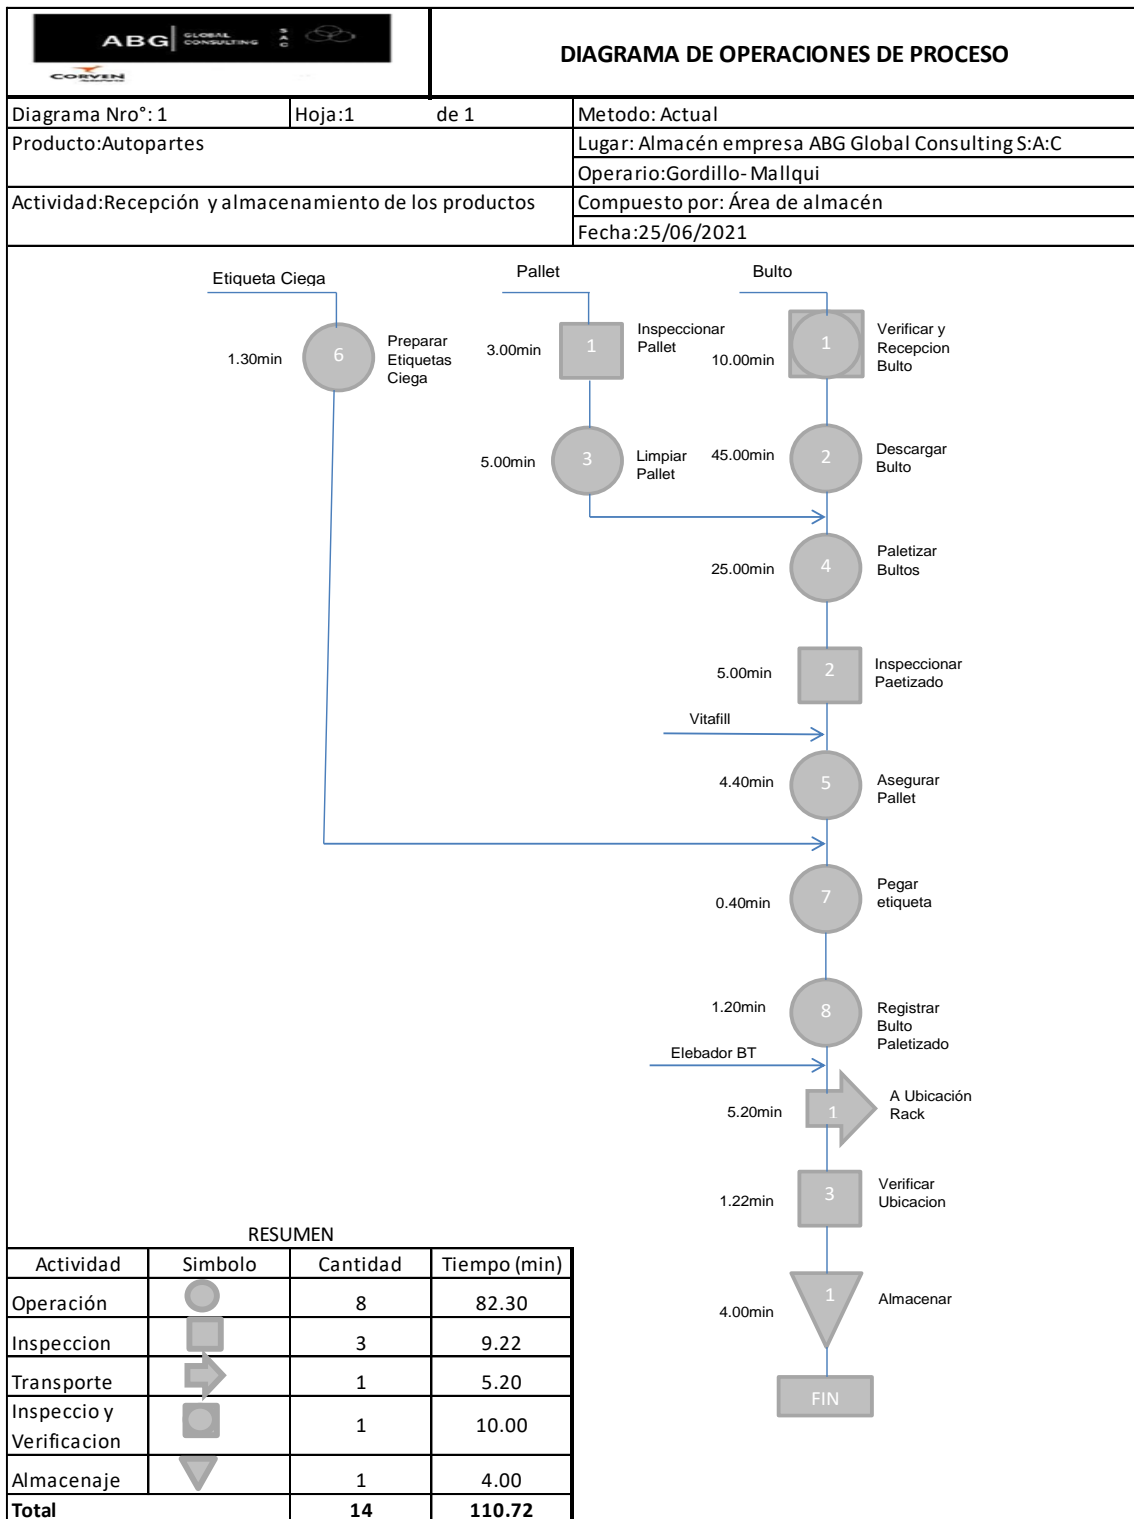 ABG GLOBAL CONSULTING SAC
CORVEN
DIAGRAMA DE OPERACIONES DE PROCESO
Diagrama Nro°: 1 Hoja:1 de 1 Metodo: Actual
Producto:Autopartes
Lugar: Almacén empresa ABG Global Consulting S:A:C
Operario:Gordillo- Mallqui
Actividad:Recepción y almacenamiento de los productos
Compuesto por: Área de almacén
Fecha:25/06/2021
Etiqueta Ciega
Pallet
Bulto
1.30min
6
Preparar
Etiquetas
Ciega
3.00min
1
Inspeccionar
Pallet
10.00min
1
Verificar y
Recepcion
Bulto
5.00min
3
Limpiar
Pallet
45.00min
2
Descargar
Bulto
25.00min
4
Paletizar
Bultos
5.00min
2
Inspeccionar
Paetizado
Vitafill
4.40min
5
Asegurar
Pallet
0.40min
7
Pegar
etiqueta
1.20min
8
Registrar
Bulto
Paletizado
Elebador BT
5.20min
1
A Ubicación
Rack
1.22min
3
Verificar
Ubicacion
4.00min
1
Almacenar
FIN
RESUMEN
Actividad Simbolo Cantidad Tiempo (min)
Operación 8 82.30
Inspeccion 3 9.22
Transporte 1 5.20
Inspeccio y
Verificacion 1 10.00
Almacenaje 1 4.00
Total 14 110.72